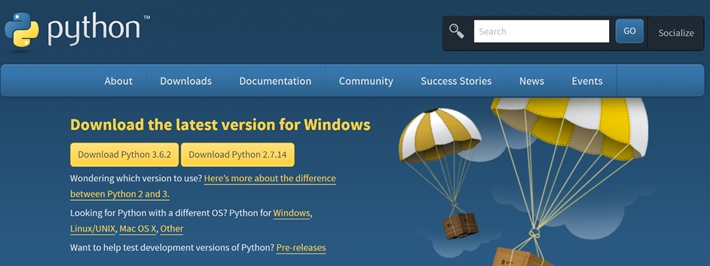 python™
Search
GO
Socialize
About
Downloads
Documentation
Community
Success Stories
News
Events
Download the latest version for Windows
Download Python 3.6.2
Download Python 2.7.14
Wondering which version to use? Here's more about the difference
between Python 2 and 3.
Looking for Python with a different OS? Python for Windows,
Linux/UNIX, Mac OS X, Other
Want to help test development versions of Python? Pre-releases